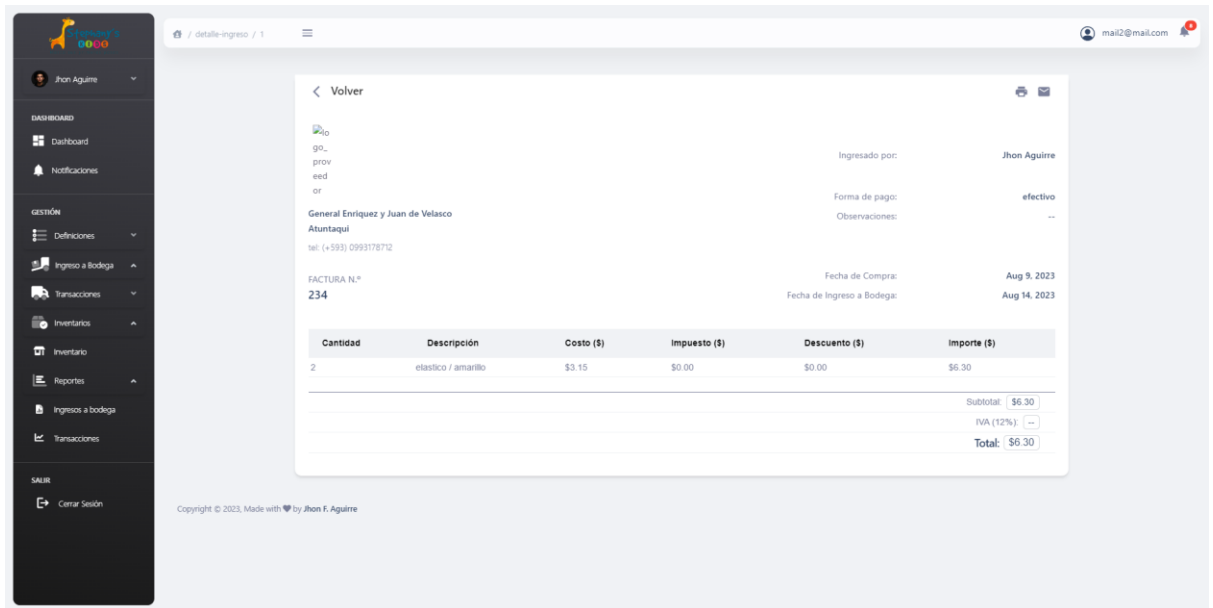 Simone's
KIDS
/ detalle-ingreso / 1
mail2@mail.com
4
Jhon Aguirre
DASHBOARD
Dashboard
Notificaciones
GESTIÓN
Definiciones
Ingreso a Bodega
Transacciones
Inventarios
Inventario
Reportes
Ingresos a bodega
Transacciones
SALIR
Cerrar Sesión
Volver
lo
go_
prov
eed
or
General Enriquez y Juan de Velasco
Atuntaqui
tel: (+593) 0993178712
FACTURA N.º
234
Ingresado por: Jhon Aguirre
Forma de pago: efectivo
Observaciones: --
Fecha de Compra: Aug 9, 2023
Fecha de Ingreso a Bodega: Aug 14, 2023
Cantidad Descripción Costo ($) Impuesto ($) Descuento ($) Importe ($)
2 elastico / amarillo $3.15 $0.00 $0.00 $6.30
Subtotal: $6.30
IVA (12%): --
Total: $6.30
Copyright © 2023, Made with by Jhon F. Aguirre